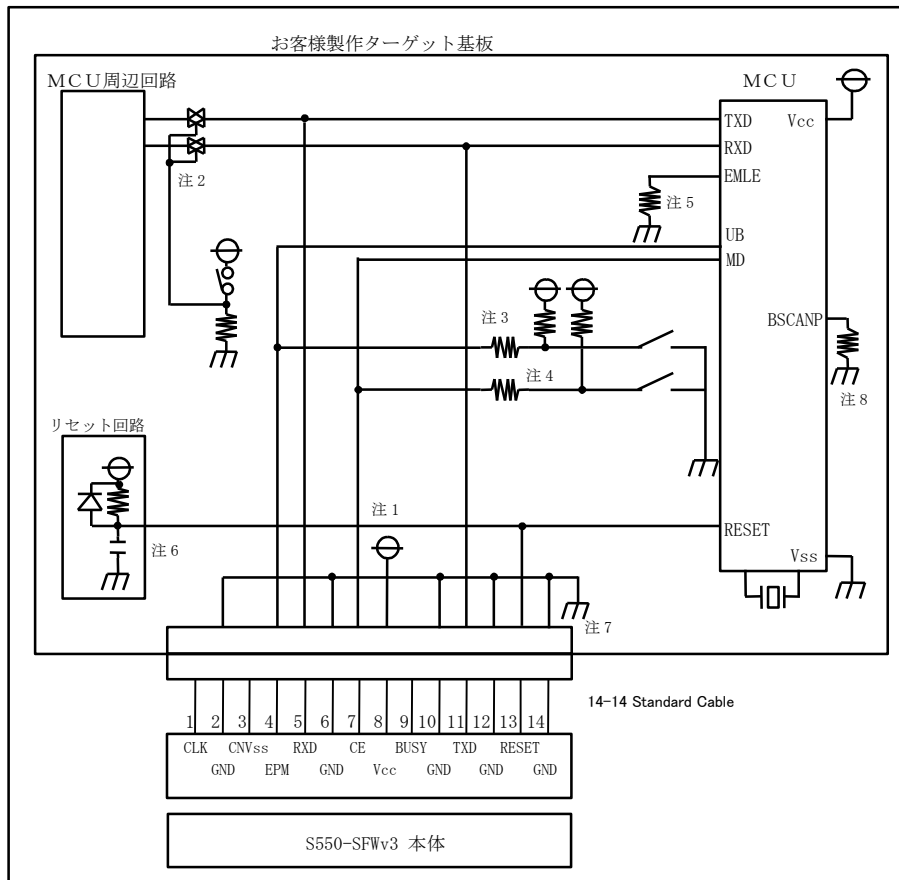 お客様製作ターゲット基板
MCU周辺回路
MCU
TXD
Vcc
RXD
EMLE
注2
注5
UB
MD
注3
BSCANP
注4
注8
リセット回路
注1
RESET
注6
Vss
注7
14-14 Standard Cable
1 2 3 4 5 6 7 8 9 10 11 12 13 14
CLK CNVss RXD CE BUSY TXD RESET
GND EPM GND Vcc GND GND GND
S550-SFWv3 本体